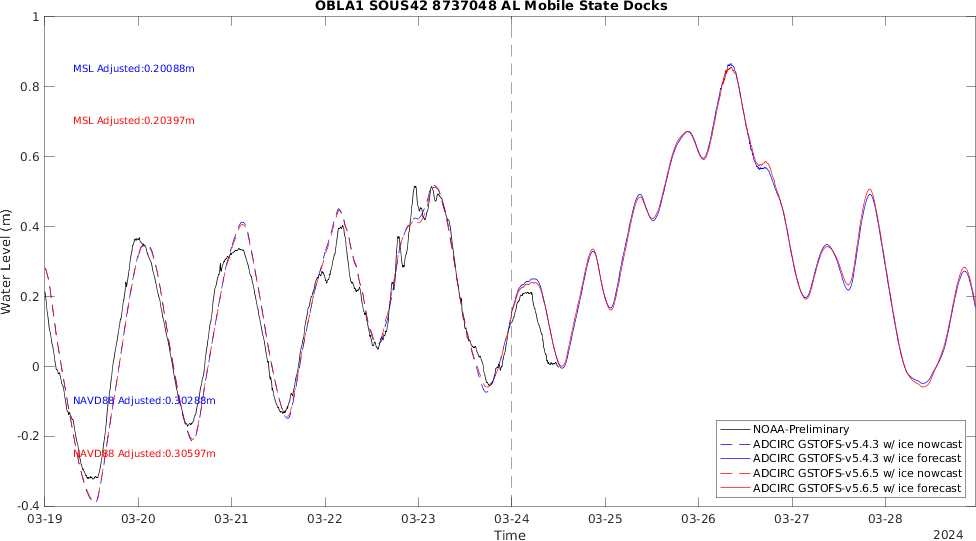 OBLA1 SOUS42 8737048 AL Mobile State Docks
1
0.8
0.6
0.4
0.2
0
-0.2
-0.4
Water Level (m)
MSL Adjusted:0.20088m
MSL Adjusted:0.20397m
NAVD88 Adjusted:0.30288m
NAVD88 Adjusted:0.30597m
NOAA-Preliminary
ADCIRC GSTOFS-v5.4.3 w/ ice nowcast
ADCIRC GSTOFS-v5.4.3 w/ ice forecast
ADCIRC GSTOFS-v5.6.5 w/ ice nowcast
ADCIRC GSTOFS-v5.6.5 w/ ice forecast
03-19 03-20 03-21 03-22 03-23 03-24 03-25 03-26 03-27 03-28
Time
2024